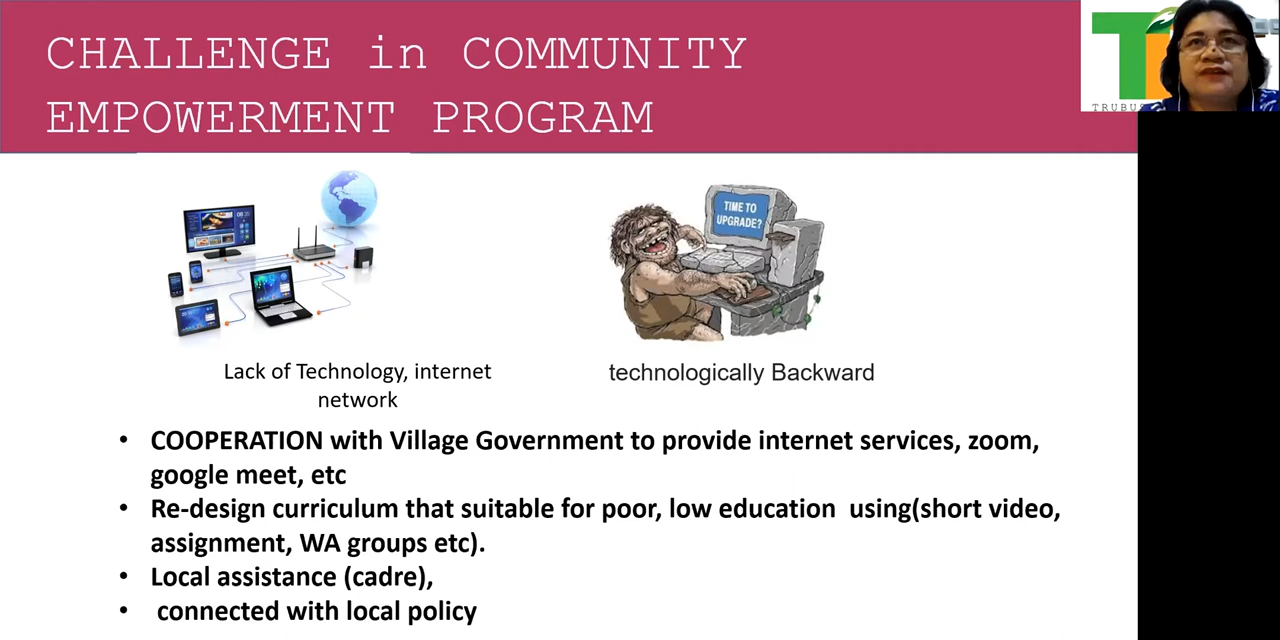 CHALLENGE in COMMUNITY
EMPOWERMENT PROGRAM
TRUBUS
TIME TO
UPGRADE?
Lack of Technology, internet
network
technologically Backward
• COOPERATION with Village Government to provide internet services, zoom,
google meet, etc
• Re-design curriculum that suitable for poor, low education using(short video,
assignment, WA groups etc).
• Local assistance (cadre),
• connected with local policy